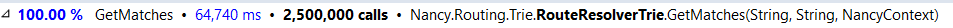 100.00 % GetMatches • 64,740 ms • 2,500,000 calls • Nancy.Routing.Trie.RouteResolverTrie.GetMatches(String, String, NancyContext)